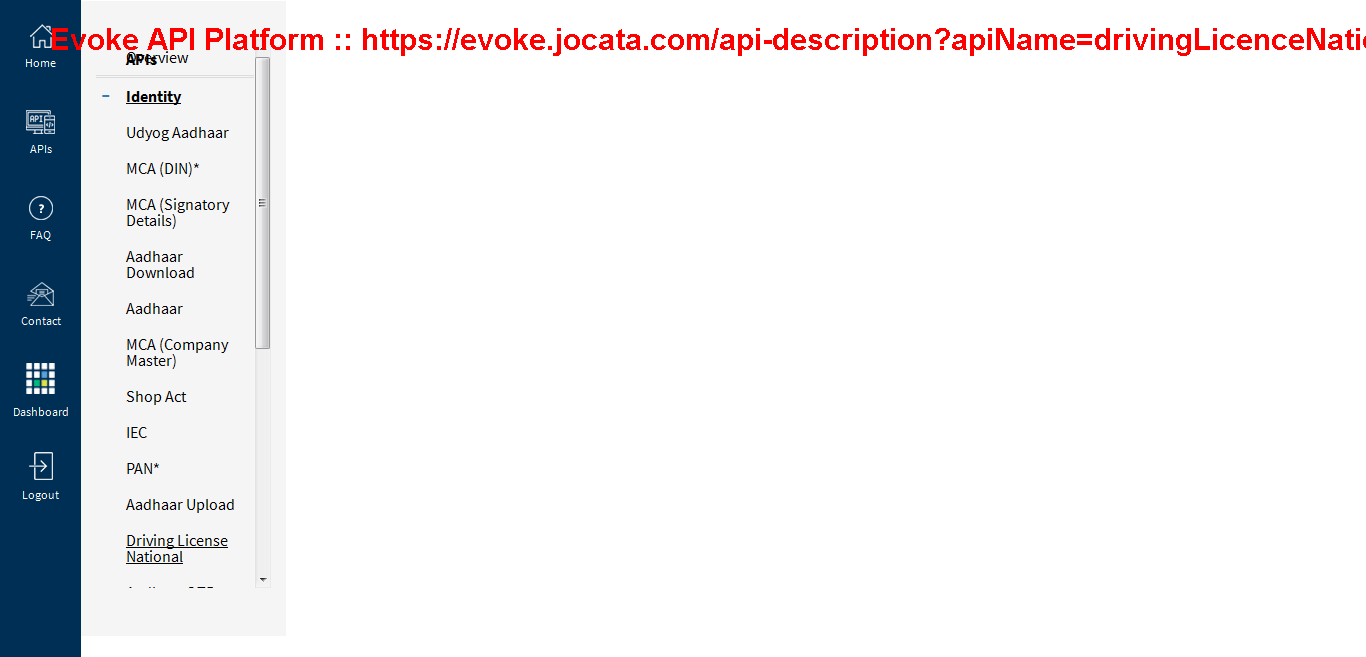 Evoke API Platform :: https://evoke.jocata.com/api-description?apiName=drivingLicenceNati
Home
APIs
FAQ
?
Contact
Dashboard
Logout
Overview
APIs
Identity
Udyog Aadhaar
MCA (DIN)*
MCA (Signatory
Details)
Aadhaar
Download
Aadhaar
MCA (Company
Master)
Shop Act
IEC
PAN*
Aadhaar Upload
Driving License
National